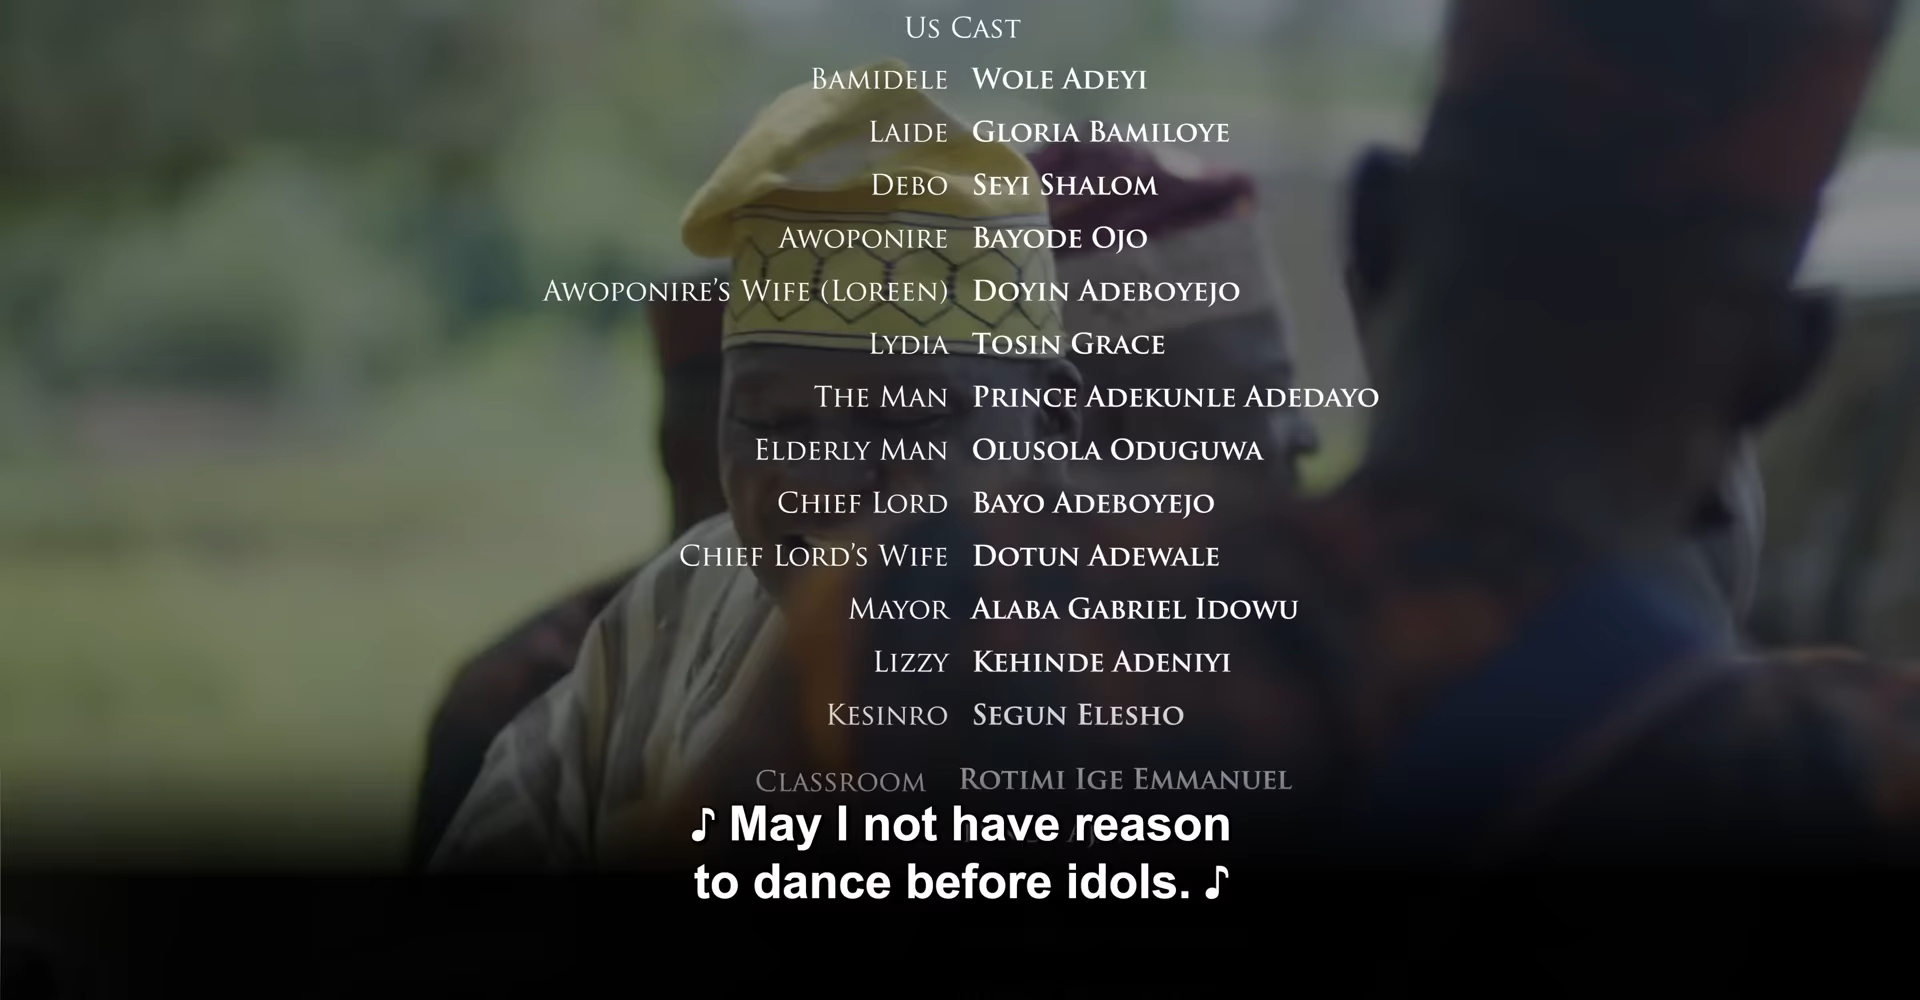 US CAST
BAMIDELE WOLE ADEYI
LAIDE GLORIA BAMILOYE
DEBO SEYI SHALOM
AWOPONIRE BAYODE OJO
AWOPONIRE'S WIFE (LOREEN) DOYIN ADEBOYEJO
LYDIA TOSIN GRACE
THE MAN PRINCE ADEKUNLE ADEDAYO
ELDERLY MAN OLUSOLA ODUGUWA
CHIEF LORD BAYO ADEBOYEJO
CHIEF LORD'S WIFE DOTUN ADEWALE
MAYOR ALABA GABRIEL IDOWU
LIZZY KEHINDE ADENIYI
KESINRO SEGUN ELESHO
CLASSROOM ROTIMI IGE EMMANUEL
♪ May I not have reason
to dance before idols. ♪